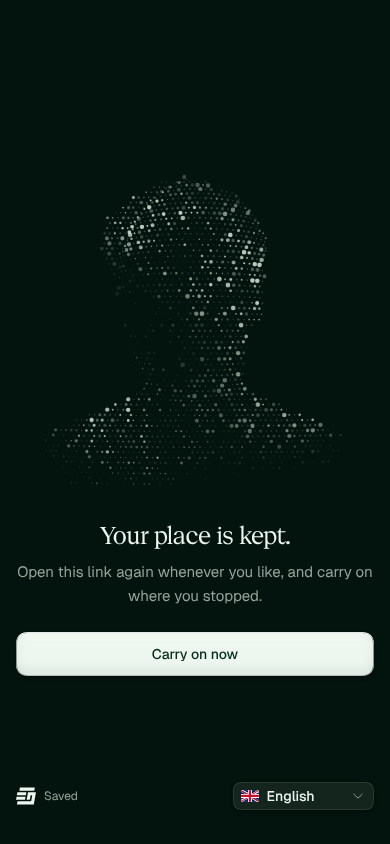 Your place is kept.
Open this link again whenever you like, and carry on
where you stopped.
Carry on now
Saved
English